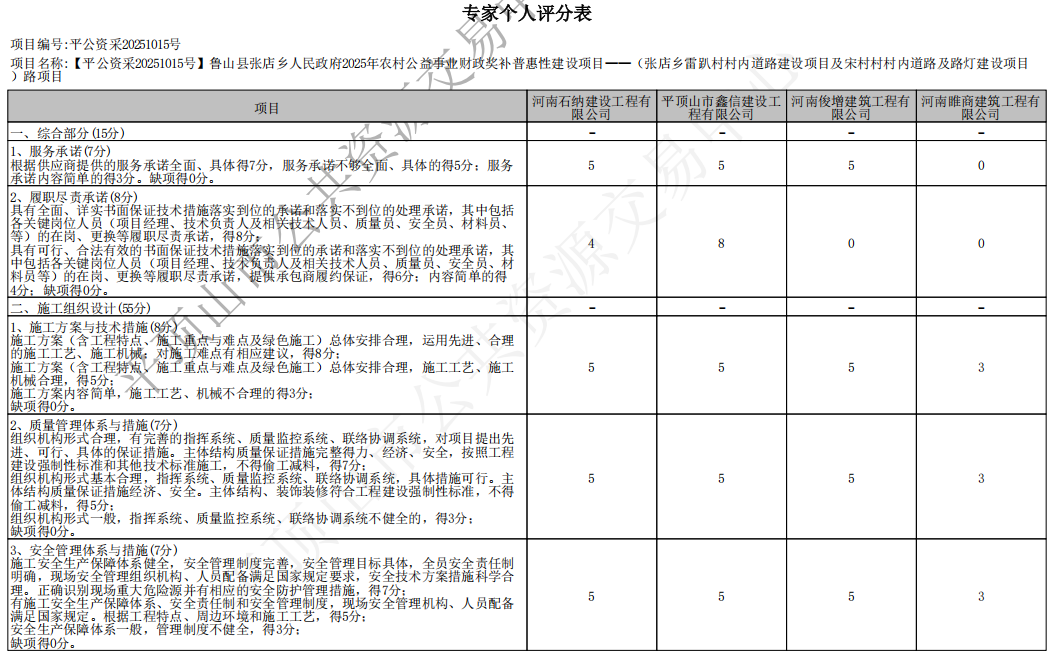 专家个人评分表
项目编号:平公资采20251015号
项目名称:【平公资采20251015号】鲁山县张店乡人民政府2025年农村公益事业财政奖补普惠性建设项目——（张店乡雷趴村村内道路建设项目及宋村村村内道路及路灯建设项目
）路项目
项目
河南石纳建设工程有
限公司
平顶山市鑫信建设工
程有限公司
河南俊增建筑工程有
限公司
河南睢商建筑工程有
限公司
一、综合部分(15分)
－ － － －
1、服务承诺(7分)
根据供应商提供的服务承诺全面、具体得7分，服务承诺不够全面、具体的得5分；服务
承诺内容简单的得3分。缺项得0分。
5 5 5 0
2、履职尽责承诺(8分)
具有全面、详实书面保证技术措施落实到位的承诺和落实不到位的处理承诺，其中包括
各关键岗位人员（项目经理、技术负责人及相关技术人员、质量员、安全员、材料员、
等）的在岗、更换等履职尽责承诺，得8分；
具有可行、合法有效的书面保证技术措施落实到位的承诺和落实不到位的处理承诺，其
中包括各关键岗位人员（项目经理、技术负责人及相关技术人员、质量员、安全员、材
料员等）的在岗、更换等履职尽责承诺，提供承包商履约保证，得6分；内容简单的得
4分；缺项得0分。
4 8 0 0
二、施工组织设计(55分)
－ － － －
1、施工方案与技术措施(8分)
施工方案（含工程特点、施工重点与难点及绿色施工）总体安排合理，运用先进、合理
的施工工艺、施工机械；对施工难点有相应建议，得8分；
施工方案（含工程特点、施工重点与难点及绿色施工）总体安排合理，施工工艺、施工
机械合理，得5分；
施工方案内容简单，施工工艺、机械不合理的得3分；
缺项得0分。
5 5 5 3
2、质量管理体系与措施(7分)
组织机构形式合理，有完善的指挥系统、质量监控系统、联络协调系统，对项目提出先
进、可行、具体的保证措施。主体结构质量保证措施完整得力、经济、安全，按照工程
建设强制性标准和其他技术标准施工，不得偷工减料，得7分；
组织机构形式基本合理，指挥系统、质量监控系统、联络协调系统，具体措施可行。主
体结构质量保证措施经济、安全。主体结构、装饰装修符合工程建设强制性标准，不得
偷工减料，得5分；
组织机构形式一般，指挥系统、质量监控系统、联络协调系统不健全的，得3分；
缺项得0分。
5 5 5 3
3、安全管理体系与措施(7分)
施工安全生产保障体系健全，安全管理制度完善，安全管理目标具体，全员安全责任制
明确，现场安全管理组织机构、人员配备满足国家规定要求，安全技术方案措施科学合
理。正确识别现场重大危险源并有相应的安全防护管理措施，得7分；
有施工安全生产保障体系、安全责任制和安全管理制度，现场安全管理机构、人员配备
满足国家规定。根据工程特点、周边环境和施工工艺，得5分；
安全生产保障体系一般，管理制度不健全，得3分；
缺项得0分。
5 5 5 3
平顶山市公共资源交易中
顶山市公共资源交易中心